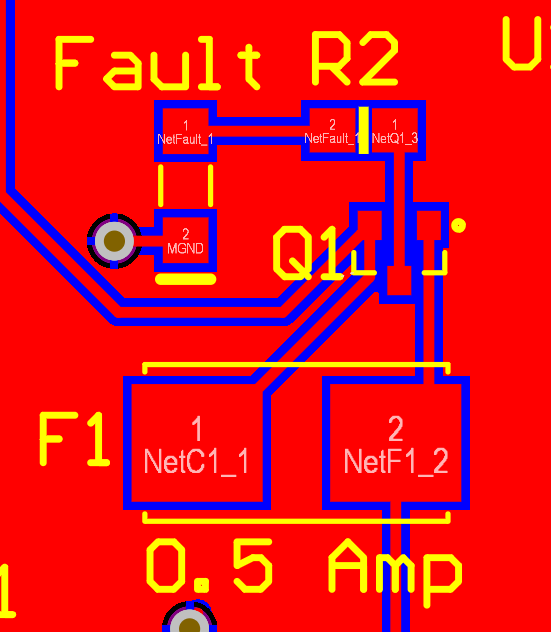 Fault R2
1
NetFault_1
2
NetFault_1
1
NetQ1_3
2
MGND
Q1
F1
1
NetC1_1
2
NetF1_2
0.5 Amp
1